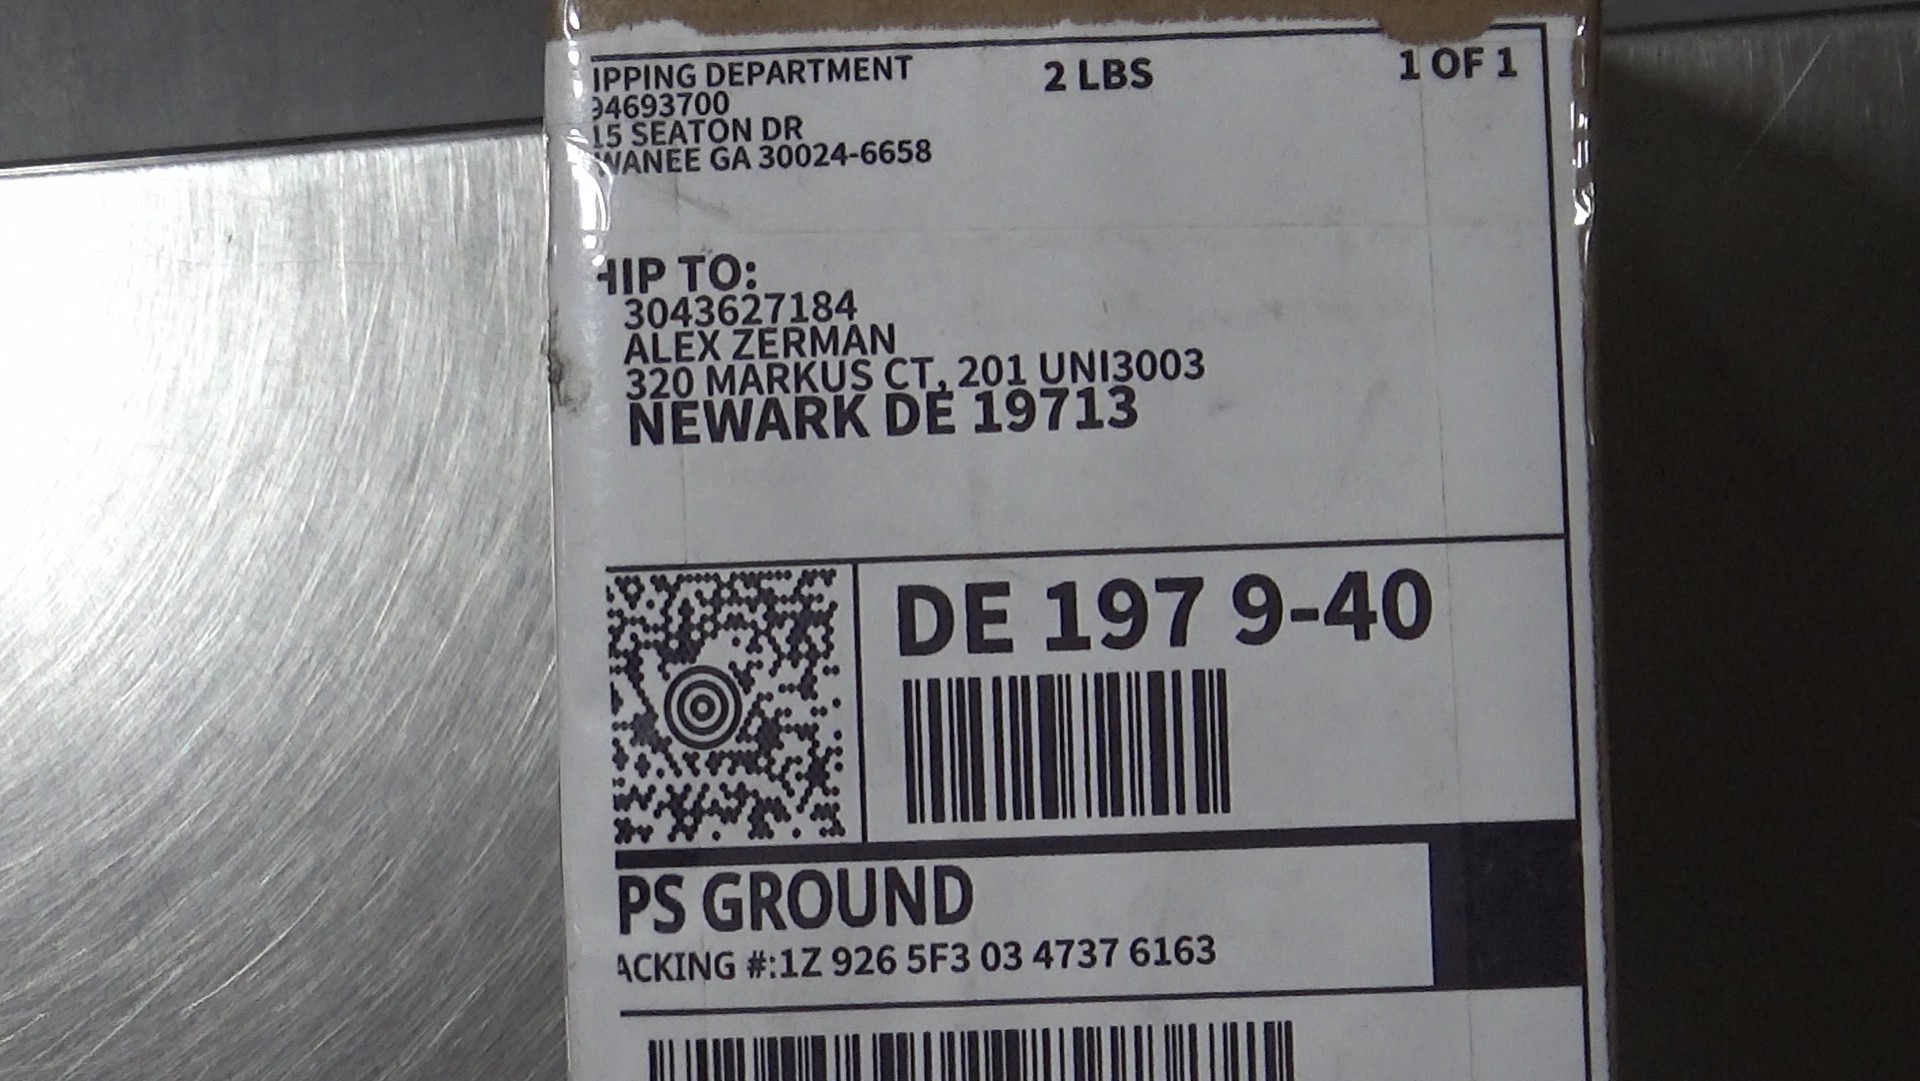 IPPING DEPARTMENT 2 LBS 1 OF 1
94693700
15 SEATON DR
WANEE GA 30024-6658
HIP TO:
3043627184
ALEX ZERMAN
320 MARKUS CT, 201 UNI3003
NEWARK DE 19713
DE 197 9-40
PS GROUND
ACKING #:1Z 926 5F3 03 4737 6163